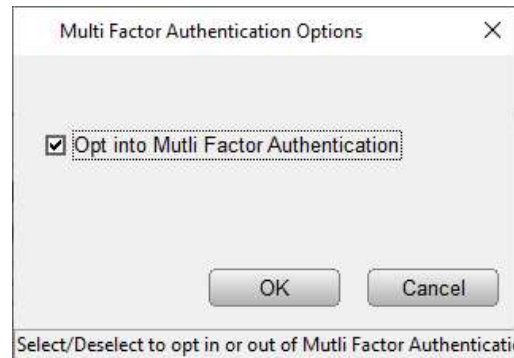 Multi Factor Authentication Options
Opt into Mutli Factor Authentication
OK Cancel
Select/Deselect to opt in or out of Mutli Factor Authenticati